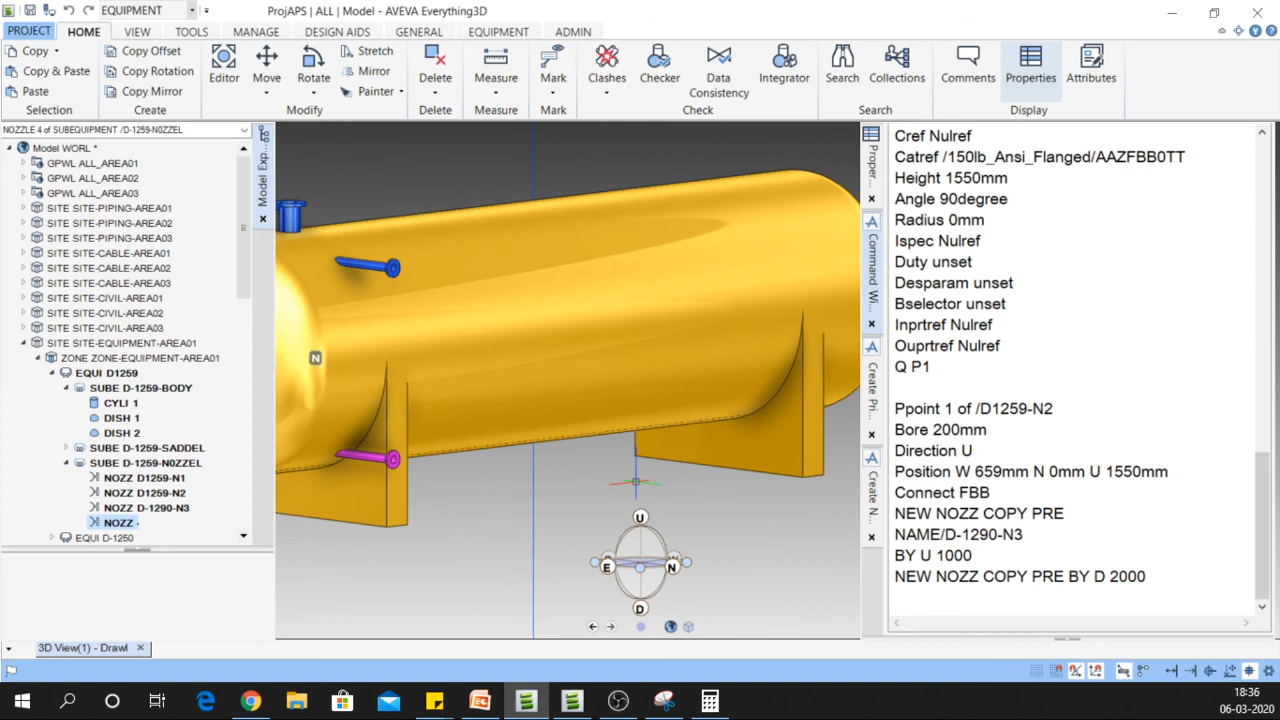 EQUIPMENT
ProjAPS | ALL | Model - AVEVA Everything3D
PROJECT
HOME
VIEW
TOOLS
MANAGE
DESIGN AIDS
GENERAL
EQUIPMENT
ADMIN
Copy
Copy & Paste
Paste
Selection
Copy Offset
Copy Rotation
Copy Mirror
Create
Editor
Move
Rotate
Stretch
Mirror
Painter
Modify
Delete
Delete
Measure
Measure
Mark
Mark
Clashes
Checker
Data
Consistency
Integrator
Check
Search
Collections
Search
Comments
Properties
Attributes
Display
NOZZLE 4 of SUBEQUIPMENT /D-1259-N0ZZEL
Model WORL *
GPWL ALL_AREA01
GPWL ALL_AREA02
GPWL ALL_AREA03
SITE SITE-PIPING-AREA01
SITE SITE-PIPING-AREA02
SITE SITE-PIPING-AREA03
SITE SITE-CABLE-AREA01
SITE SITE-CABLE-AREA02
SITE SITE-CABLE-AREA03
SITE SITE-CIVIL-AREA01
SITE SITE-CIVIL-AREA02
SITE SITE-CIVIL-AREA03
SITE SITE-EQUIPMENT-AREA01
ZONE ZONE-EQUIPMENT-AREA01
EQUI D1259
SUBE D-1259-BODY
CYLI 1
DISH 1
DISH 2
SUBE D-1259-SADDEL
SUBE D-1259-N0ZZEL
NOZZ D1259-N1
NOZZ D1259-N2
NOZZ D-1290-N3
NOZZ
EQUI D-1250
Model Exp...
N
U
E
N
D
Proper...
Command Wi...
Create Pri...
Create N...
Cref Nulref
Catref /150lb_Ansi_Flanged/AAZFBB0TT
Height 1550mm
Angle 90degree
Radius 0mm
Ispec Nulref
Duty unset
Desparam unset
Bselector unset
Inprtref Nulref
Ouprtref Nulref
Q P1
Ppoint 1 of /D1259-N2
Bore 200mm
Direction U
Position W 659mm N 0mm U 1550mm
Connect FBB
NEW NOZZ COPY PRE
NAME/D-1290-N3
BY U 1000
NEW NOZZ COPY PRE BY D 2000
3D View(1) - Drawl
18:36
06-03-2020